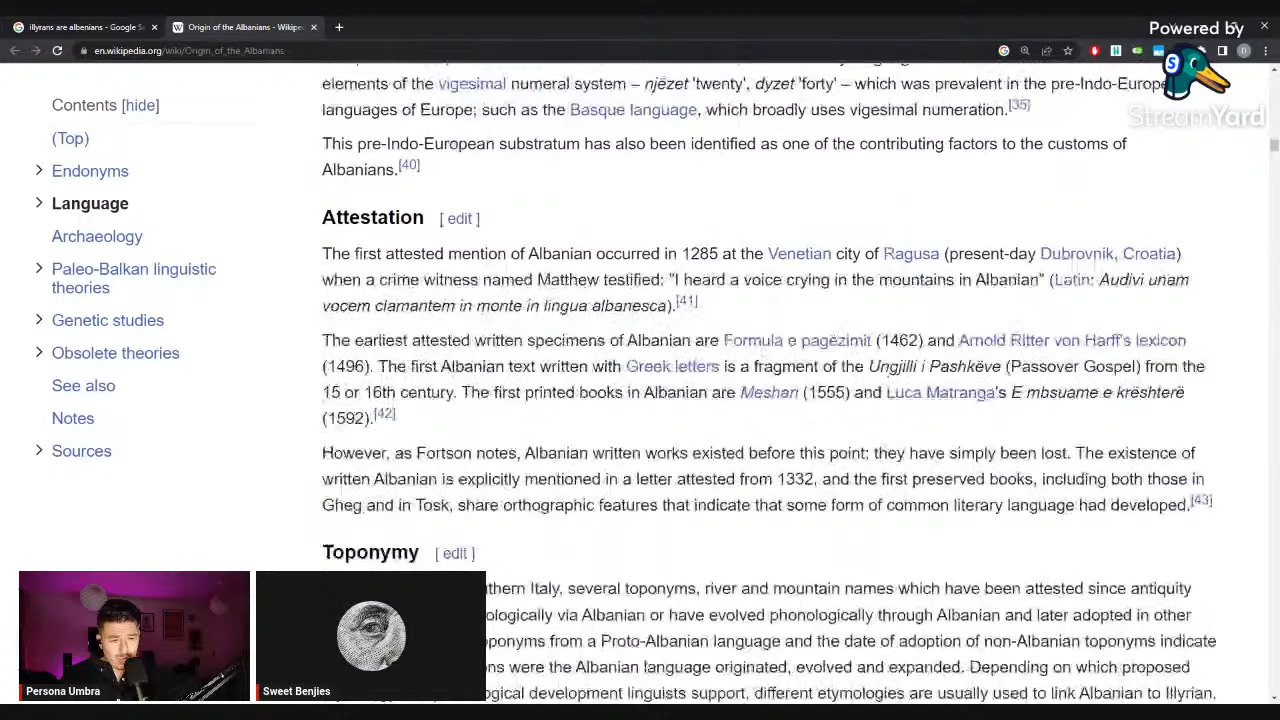 illyrans are albenians - Google S
Origin of the Albanians - Wikipe
en.wikipedia.org/wiki/Origin_of_the_Albanians
Powered by
StreamYard
Contents [hide]
(Top)
Endonyms
Language
Archaeology
Paleo-Balkan linguistic
theories
Genetic studies
Obsolete theories
See also
Notes
Sources
elements of the vigesimal numeral system – njëzet 'twenty', dyzet 'forty' – which was prevalent in the pre-Indo-Europe
languages of Europe; such as the Basque language, which broadly uses vigesimal numeration.[35]
This pre-Indo-European substratum has also been identified as one of the contributing factors to the customs of
Albanians.[40]
Attestation [ edit ]
The first attested mention of Albanian occurred in 1285 at the Venetian city of Ragusa (present-day Dubrovnik, Croatia)
when a crime witness named Matthew testified: "I heard a voice crying in the mountains in Albanian" (Latin: Audivi unam
vocem clamantem in monte in lingua albanesca).[41]
The earliest attested written specimens of Albanian are Formula e pagëzimit (1462) and Arnold Ritter von Harff's lexicon
(1496). The first Albanian text written with Greek letters is a fragment of the Ungjilli i Pashkëve (Passover Gospel) from the
15 or 16th century. The first printed books in Albanian are Meshari (1555) and Luca Matranga's E mbsuame e krështerë
(1592).[42]
However, as Fortson notes, Albanian written works existed before this point; they have simply been lost. The existence of
written Albanian is explicitly mentioned in a letter attested from 1332, and the first preserved books, including both those in
Gheg and in Tosk, share orthographic features that indicate that some form of common literary language had developed.[43]
Toponymy [ edit ]
thern Italy, several toponyms, river and mountain names which have been attested since antiquity
ologically via Albanian or have evolved phonologically through Albanian and later adopted in other
ponyms from a Proto-Albanian language and the date of adoption of non-Albanian toponyms indicate
ns were the Albanian language originated, evolved and expanded. Depending on which proposed
gical development linguists support, different etymologies are usually used to link Albanian to Illyrian,
Persona Umbra
Sweet Benjies